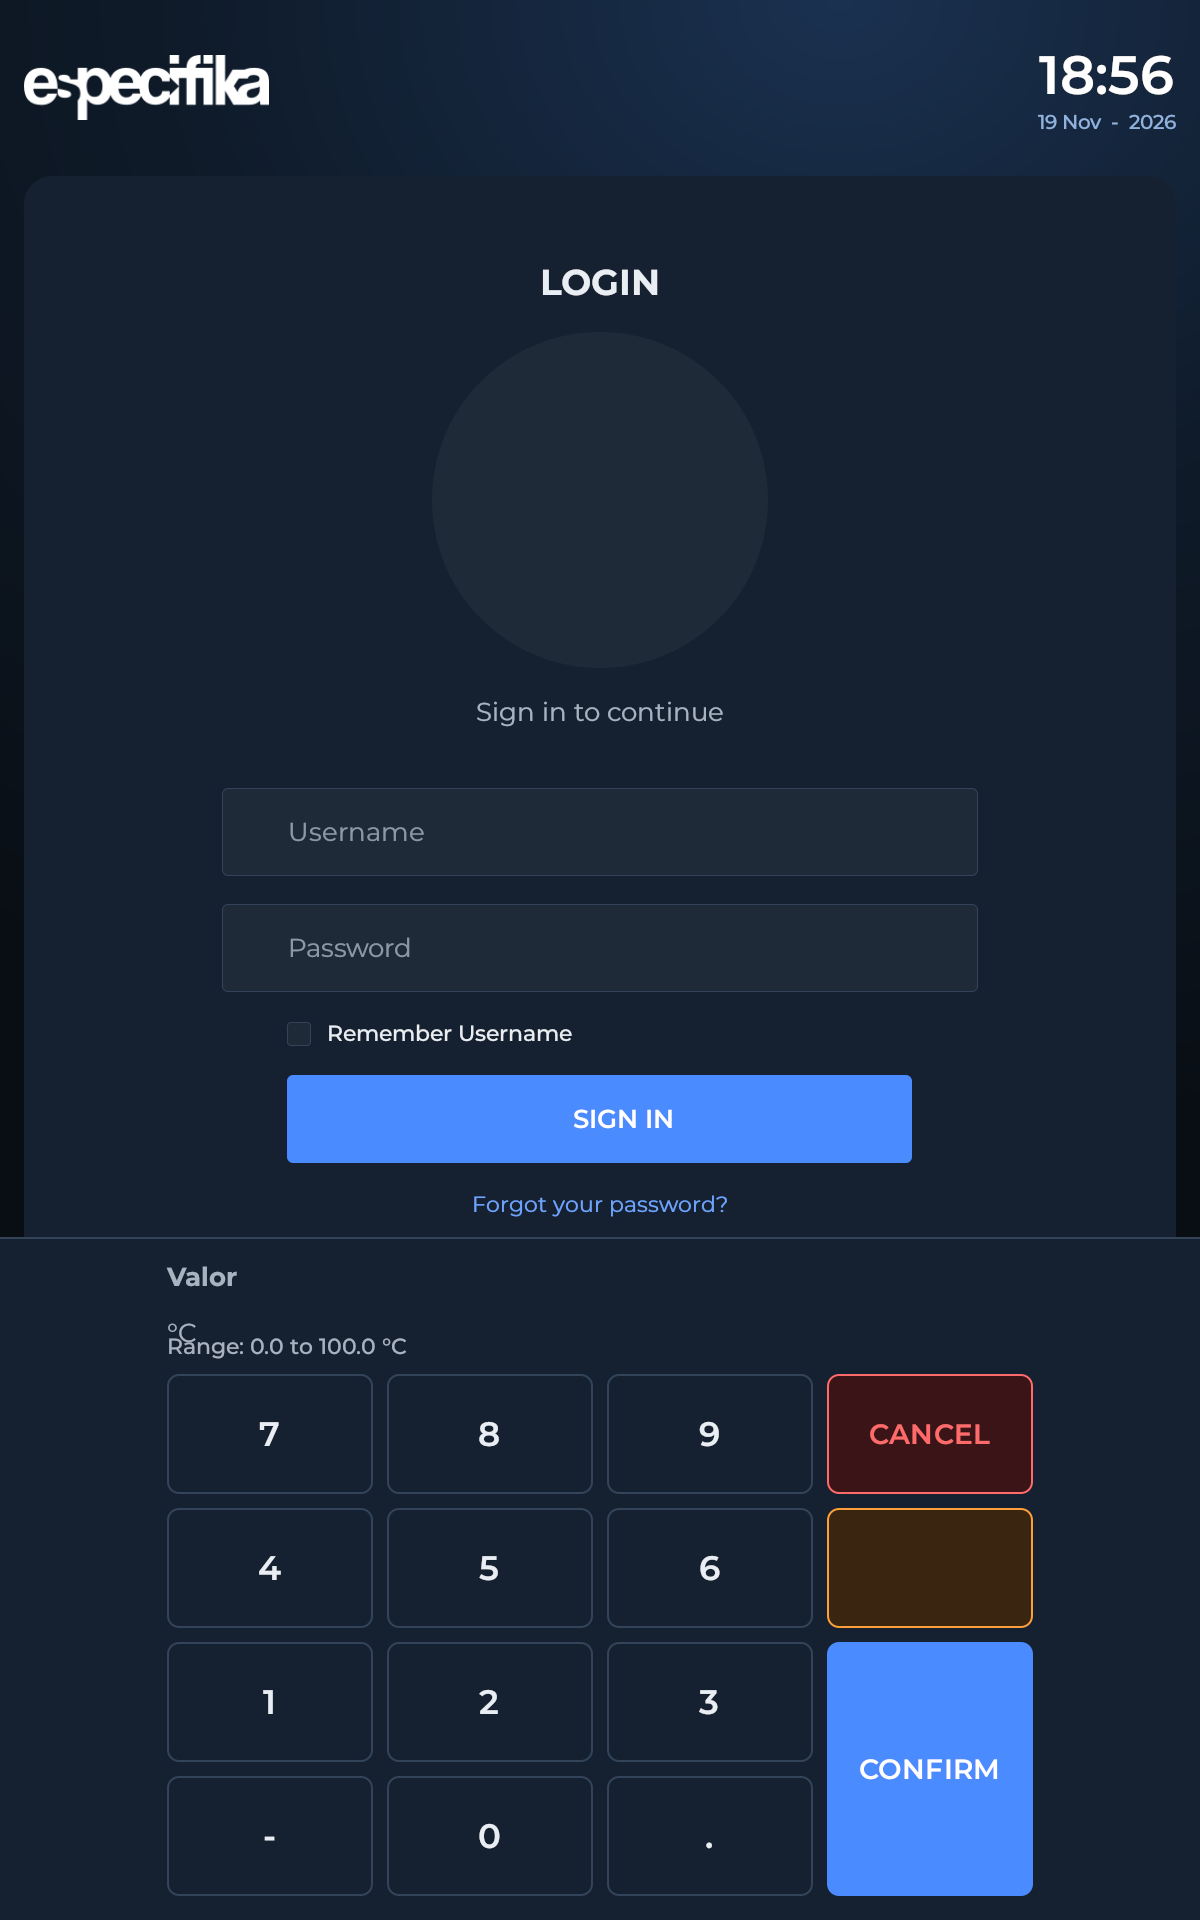 especifika
18:56
19 Nov - 2026
LOGIN
Sign in to continue
Username
Password
Remember Username
SIGN IN
Forgot your password?
Valor
°C
Range: 0.0 to 100.0 °C
7 8 9 CANCEL
4 5 6
1 2 3
CONFIRM
- 0 .